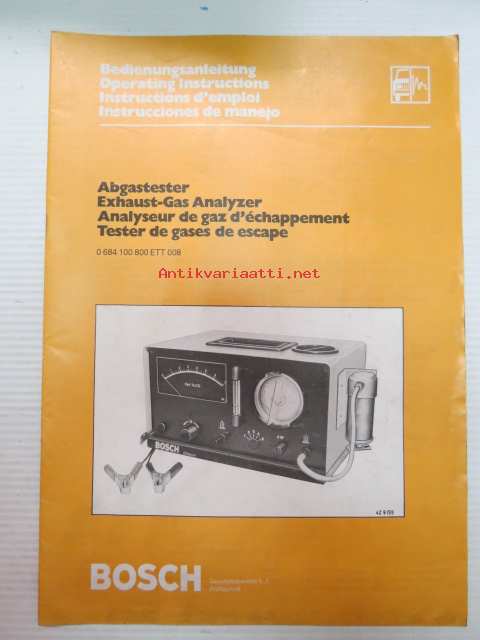 Bedienungsanleitung
Operating Instructions
Instructions d'emploi
Instrucciones de manejo
Abgastester
Exhaust-Gas Analyzer
Analyseur de gaz d'échappement
Tester de gases de escape
0 684 100 800 ETT 008
Antikvariaatti.net
BOSCH
BOSCH